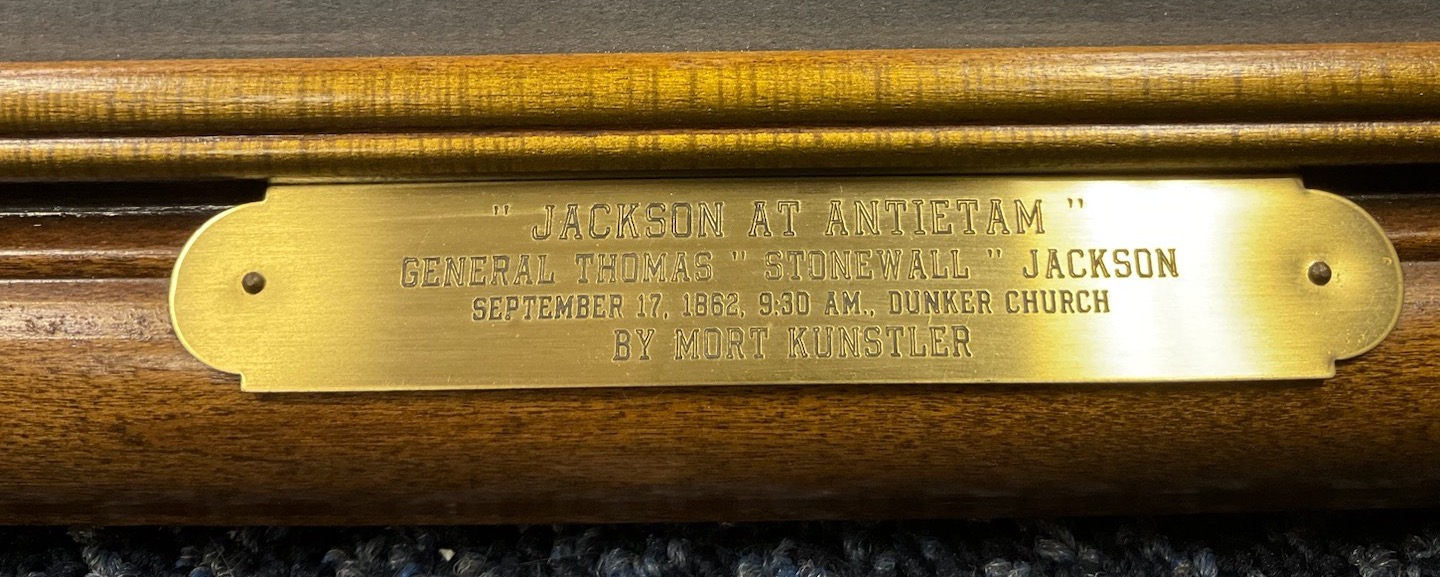 " JACKSON AT ANTIETAM "
GENERAL THOMAS " STONEWALL " JACKSON
SEPTEMBER 17, 1862, 9:30 AM., DUNKER CHURCH
BY MORT KUNSTLER